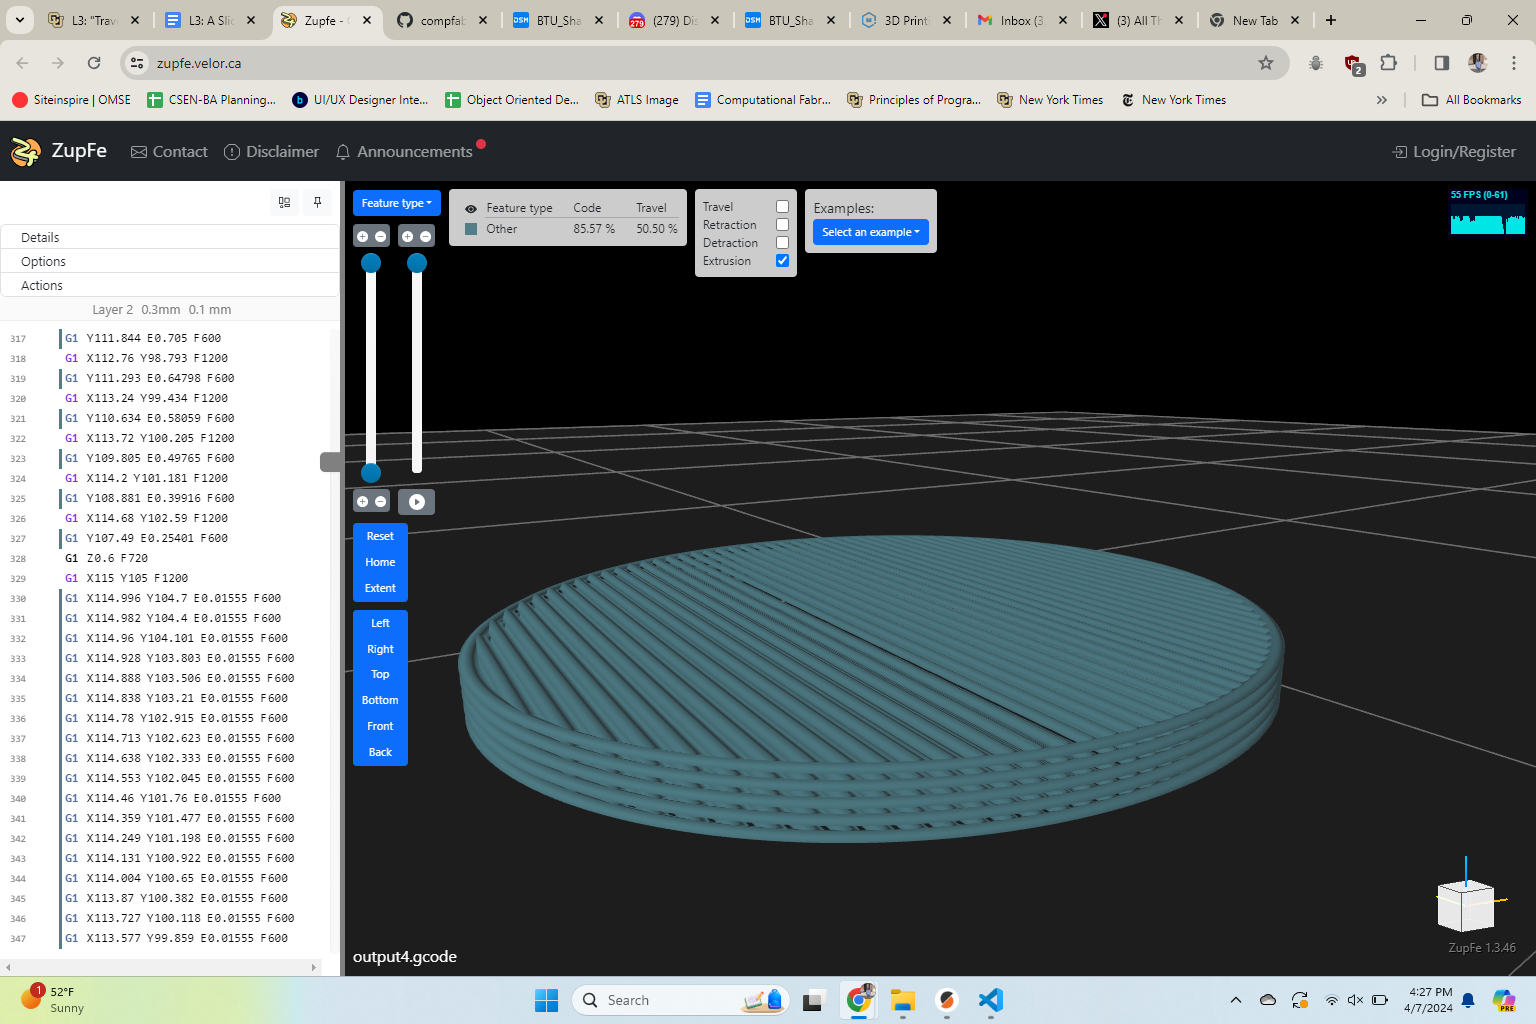 L3: "Trav
L3: A Slic
Zupfe - G
compfab
BTU_Sha
(279) Dis
BTU_Sha
3D Print
Inbox (3
(3) All Th
New Tab
zupfe.velor.ca
2
Siteinspire | OMSE
CSEN-BA Planning...
UI/UX Designer Inte...
Object Oriented De...
ATLS Image
Computational Fabr...
Principles of Progra...
New York Times
New York Times
All Bookmarks
ZupFe
Contact
Disclaimer
Announcements
Login/Register
Details
Options
Actions
Layer 2 0.3mm 0.1 mm
317 G1 Y111.844 E0.705 F600
318 G1 X112.76 Y98.793 F1200
319 G1 Y111.293 E0.64798 F600
320 G1 X113.24 Y99.434 F1200
321 G1 Y110.634 E0.58059 F600
322 G1 X113.72 Y100.205 F1200
323 G1 Y109.805 E0.49765 F600
324 G1 X114.2 Y101.181 F1200
325 G1 Y108.881 E0.39916 F600
326 G1 X114.68 Y102.59 F1200
327 G1 Y107.49 E0.25401 F600
328 G1 Z0.6 F720
329 G1 X115 Y105 F1200
330 G1 X114.996 Y104.7 E0.01555 F600
331 G1 X114.982 Y104.4 E0.01555 F600
332 G1 X114.96 Y104.101 E0.01555 F600
333 G1 X114.928 Y103.803 E0.01555 F600
334 G1 X114.888 Y103.506 E0.01555 F600
335 G1 X114.838 Y103.21 E0.01555 F600
336 G1 X114.78 Y102.915 E0.01555 F600
337 G1 X114.713 Y102.623 E0.01555 F600
338 G1 X114.638 Y102.333 E0.01555 F600
339 G1 X114.553 Y102.045 E0.01555 F600
340 G1 X114.46 Y101.76 E0.01555 F600
341 G1 X114.359 Y101.477 E0.01555 F600
342 G1 X114.249 Y101.198 E0.01555 F600
343 G1 X114.131 Y100.922 E0.01555 F600
344 G1 X114.004 Y100.65 E0.01555 F600
345 G1 X113.87 Y100.382 E0.01555 F600
346 G1 X113.727 Y100.118 E0.01555 F600
347 G1 X113.577 Y99.859 E0.01555 F600
Feature type
Feature type Code Travel
Other 85.57 % 50.50 %
Travel
Retraction
Detraction
Extrusion
Examples:
Select an example
55 FPS (0-61)
Reset
Home
Extent
Left
Right
Top
Bottom
Front
Back
output4.gcode
ZupFe 1.3.46
1
52°F
Sunny
Search
4:27 PM
4/7/2024
PRE